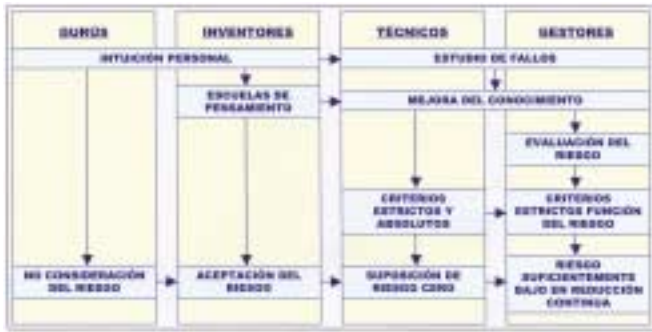 GURÚS
INVENTORES
TÉCNICOS
GESTORES
INTUICIÓN PERSONAL
ESTUDIO DE FALLOS
ESCUELAS DE
PENSAMIENTO
MEJORA DEL CONOCIMIENTO
EVALUACIÓN DEL
RIESGO
CRITERIOS
ESTRICTOS Y
ABSOLUTOS
CRITERIOS
ESTRICTOS FUNCIÓN
DEL RIESGO
NO CONSIDERACIÓN
DEL RIESGO
ACEPTACIÓN DEL
RIESGO
SUPOSICIÓN DE
RIESGO CERO
RIESGO
SUFICIENTEMENTE
BAJO EN REDUCCIÓN
CONTINUA